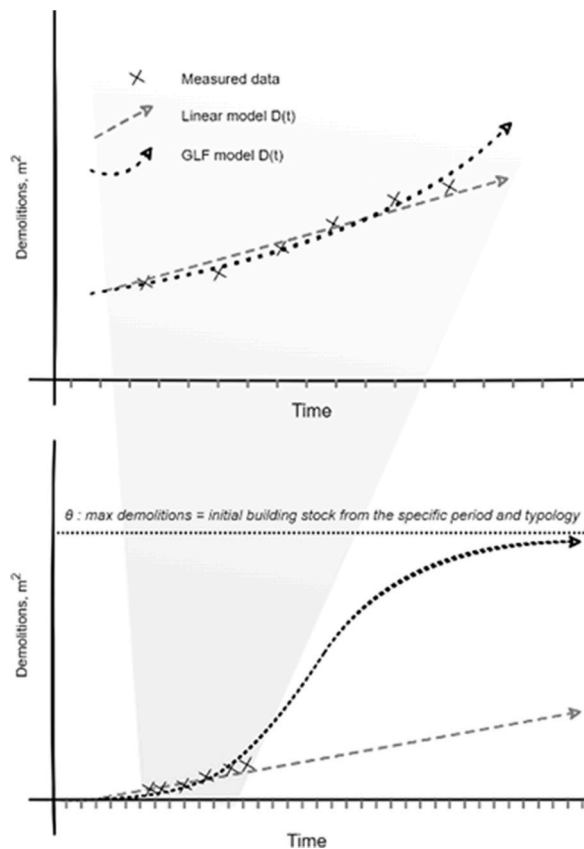 Measured data
Linear model D(t)
GLF model D(t)
Demolitions, m²
Time
θ : max demolitions = initial building stock from the specific period and typology
Demolitions, m²
Time